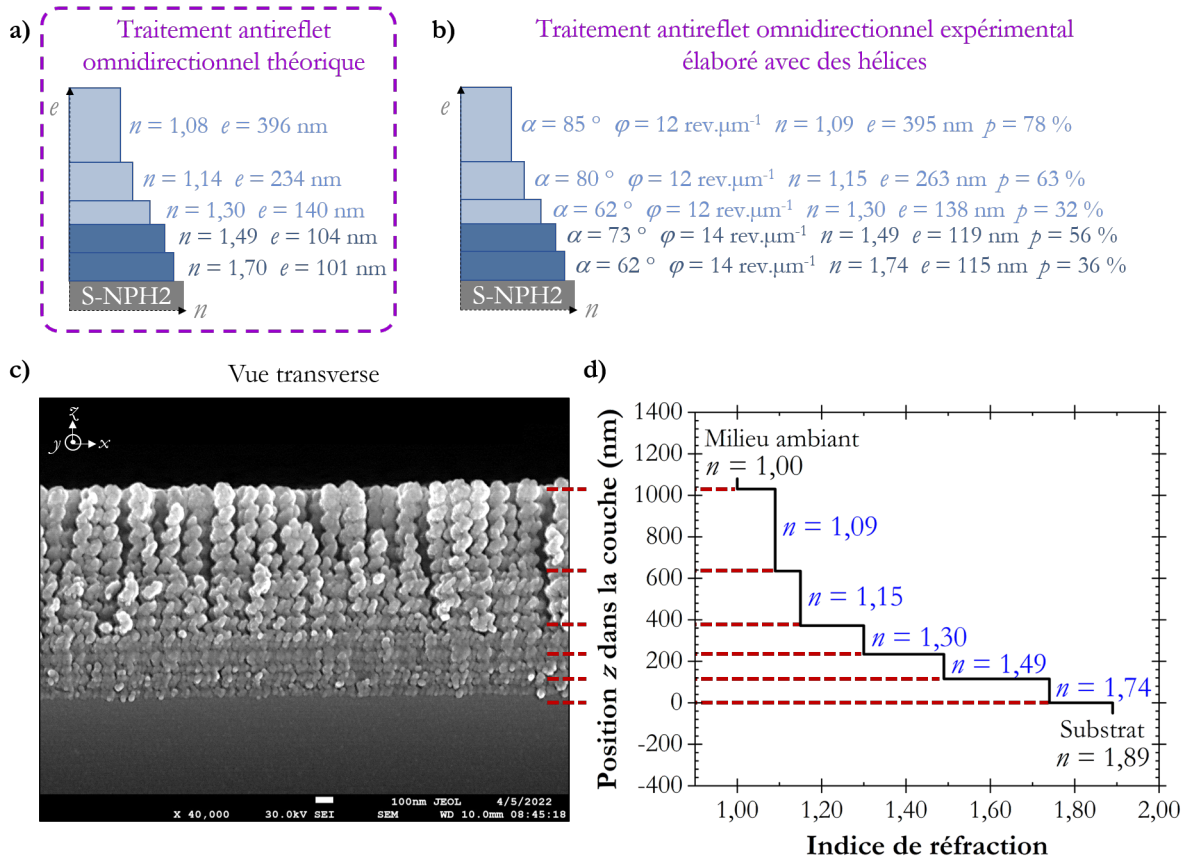 a)
Traitement antireflet
omnidirectionnel théorique
e
n = 1,08 e = 396 nm
n = 1,14 e = 234 nm
n = 1,30 e = 140 nm
n = 1,49 e = 104 nm
n = 1,70 e = 101 nm
S-NPH2
n
b)
Traitement antireflet omnidirectionnel expérimental
élaboré avec des hélices
e
α = 85 ° φ = 12 rev.µm⁻¹ n = 1,09 e = 395 nm p = 78 %
α = 80 ° φ = 12 rev.µm⁻¹ n = 1,15 e = 263 nm p = 63 %
α = 62 ° φ = 12 rev.µm⁻¹ n = 1,30 e = 138 nm p = 32 %
α = 73 ° φ = 14 rev.µm⁻¹ n = 1,49 e = 119 nm p = 56 %
α = 62 ° φ = 14 rev.µm⁻¹ n = 1,74 e = 115 nm p = 36 %
S-NPH2
n
c)
Vue transverse
z
y x
100nm JEOL 4/5/2022
X 40,000 30.0kV SEI SEM WD 10.0mm 08:45:18
d)
Position z dans la couche (nm)
1400
1200
1000
800
600
400
200
0
-200
-400
Milieu ambiant
n = 1,00
n = 1,09
n = 1,15
n = 1,30
n = 1,49
n = 1,74
Substrat
n = 1,89
1,00 1,20 1,40 1,60 1,80 2,00
Indice de réfraction